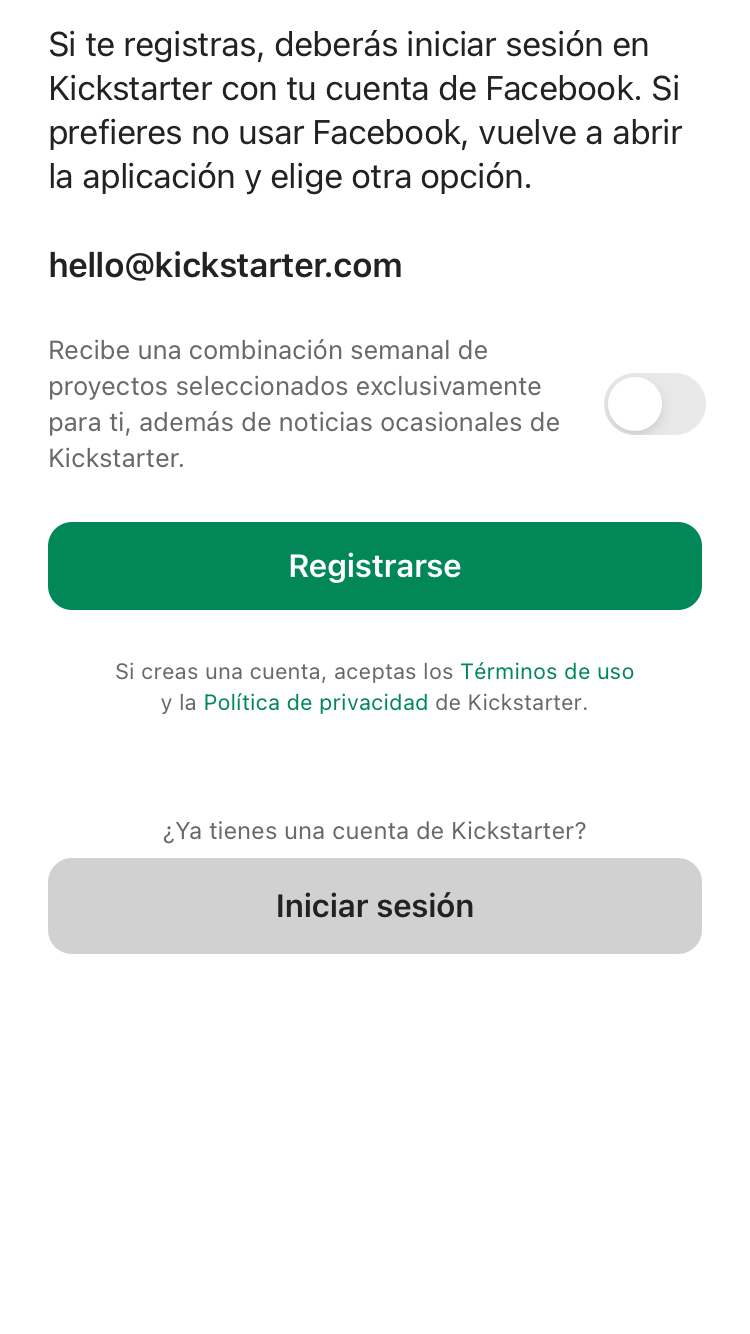 Si te registras, deberás iniciar sesión en
Kickstarter con tu cuenta de Facebook. Si
prefieres no usar Facebook, vuelve a abrir
la aplicación y elige otra opción.
hello@kickstarter.com
Recibe una combinación semanal de
proyectos seleccionados exclusivamente
para ti, además de noticias ocasionales de
Kickstarter.
Registrarse
Si creas una cuenta, aceptas los Términos de uso
y la Política de privacidad de Kickstarter.
¿Ya tienes una cuenta de Kickstarter?
Iniciar sesión